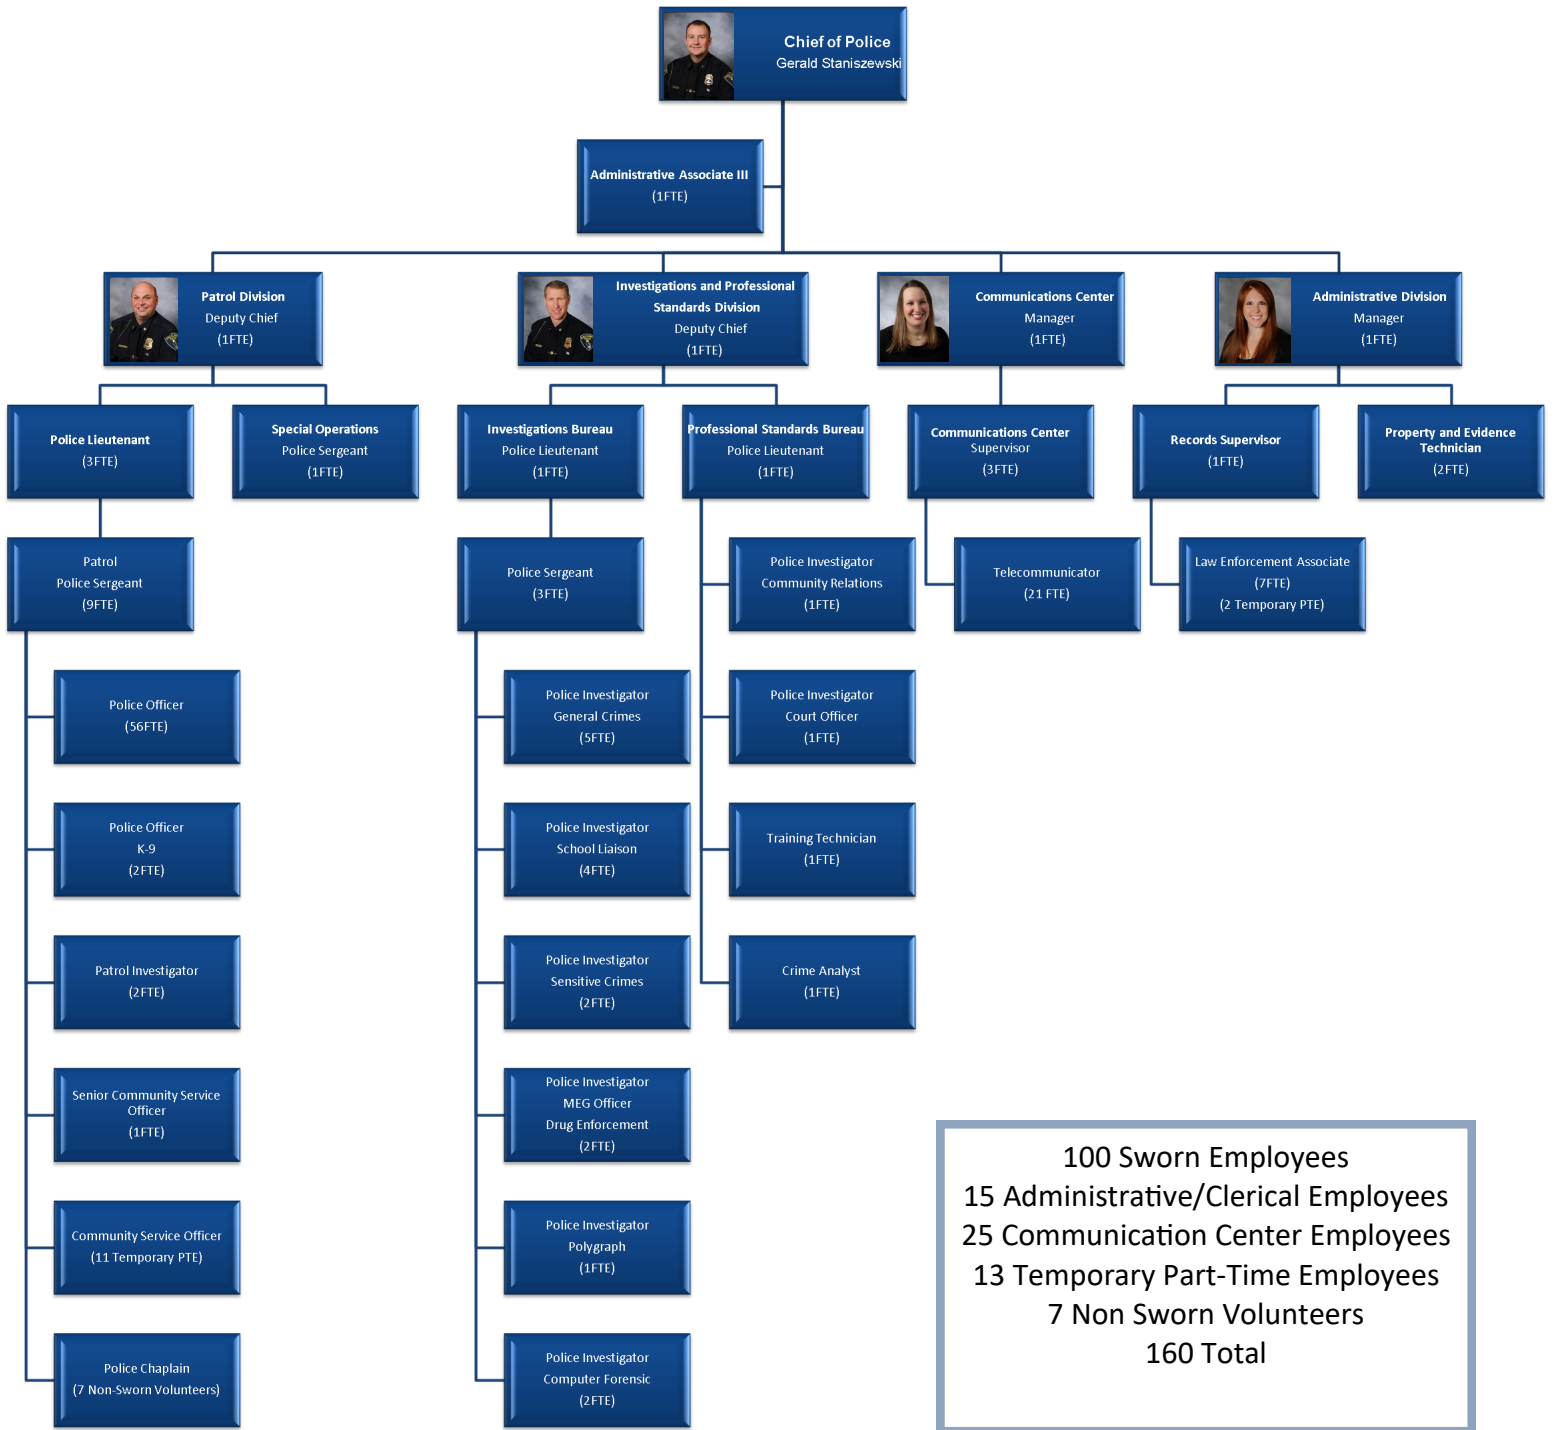 Chief of Police
Gerald Staniszewski
Administrative Associate III
(1FTE)
Patrol Division
Deputy Chief
(1FTE)
Investigations and Professional
Standards Division
Deputy Chief
(1FTE)
Communications Center
Manager
(1FTE)
Administrative Division
Manager
(1FTE)
Police Lieutenant
(3FTE)
Special Operations
Police Sergeant
(1FTE)
Investigations Bureau
Police Lieutenant
(1FTE)
Professional Standards Bureau
Police Lieutenant
(1FTE)
Communications Center
Supervisor
(3FTE)
Records Supervisor
(1FTE)
Property and Evidence
Technician
(2FTE)
Patrol
Police Sergeant
(9FTE)
Police Sergeant
(3FTE)
Police Investigator
Community Relations
(1FTE)
Telecommunicator
(21 FTE)
Law Enforcement Associate
(7FTE)
(2 Temporary PTE)
Police Officer
(56FTE)
Police Investigator
General Crimes
(5FTE)
Police Investigator
Court Officer
(1FTE)
Police Officer
K-9
(2FTE)
Police Investigator
School Liaison
(4FTE)
Training Technician
(1FTE)
Patrol Investigator
(2FTE)
Police Investigator
Sensitive Crimes
(2FTE)
Crime Analyst
(1FTE)
Senior Community Service
Officer
(1FTE)
Police Investigator
MEG Officer
Drug Enforcement
(2FTE)
Community Service Officer
(11 Temporary PTE)
Police Investigator
Polygraph
(1FTE)
Police Chaplain
(7 Non-Sworn Volunteers)
Police Investigator
Computer Forensic
(2FTE)
100 Sworn Employees
15 Administrative/Clerical Employees
25 Communication Center Employees
13 Temporary Part-Time Employees
7 Non Sworn Volunteers
160 Total